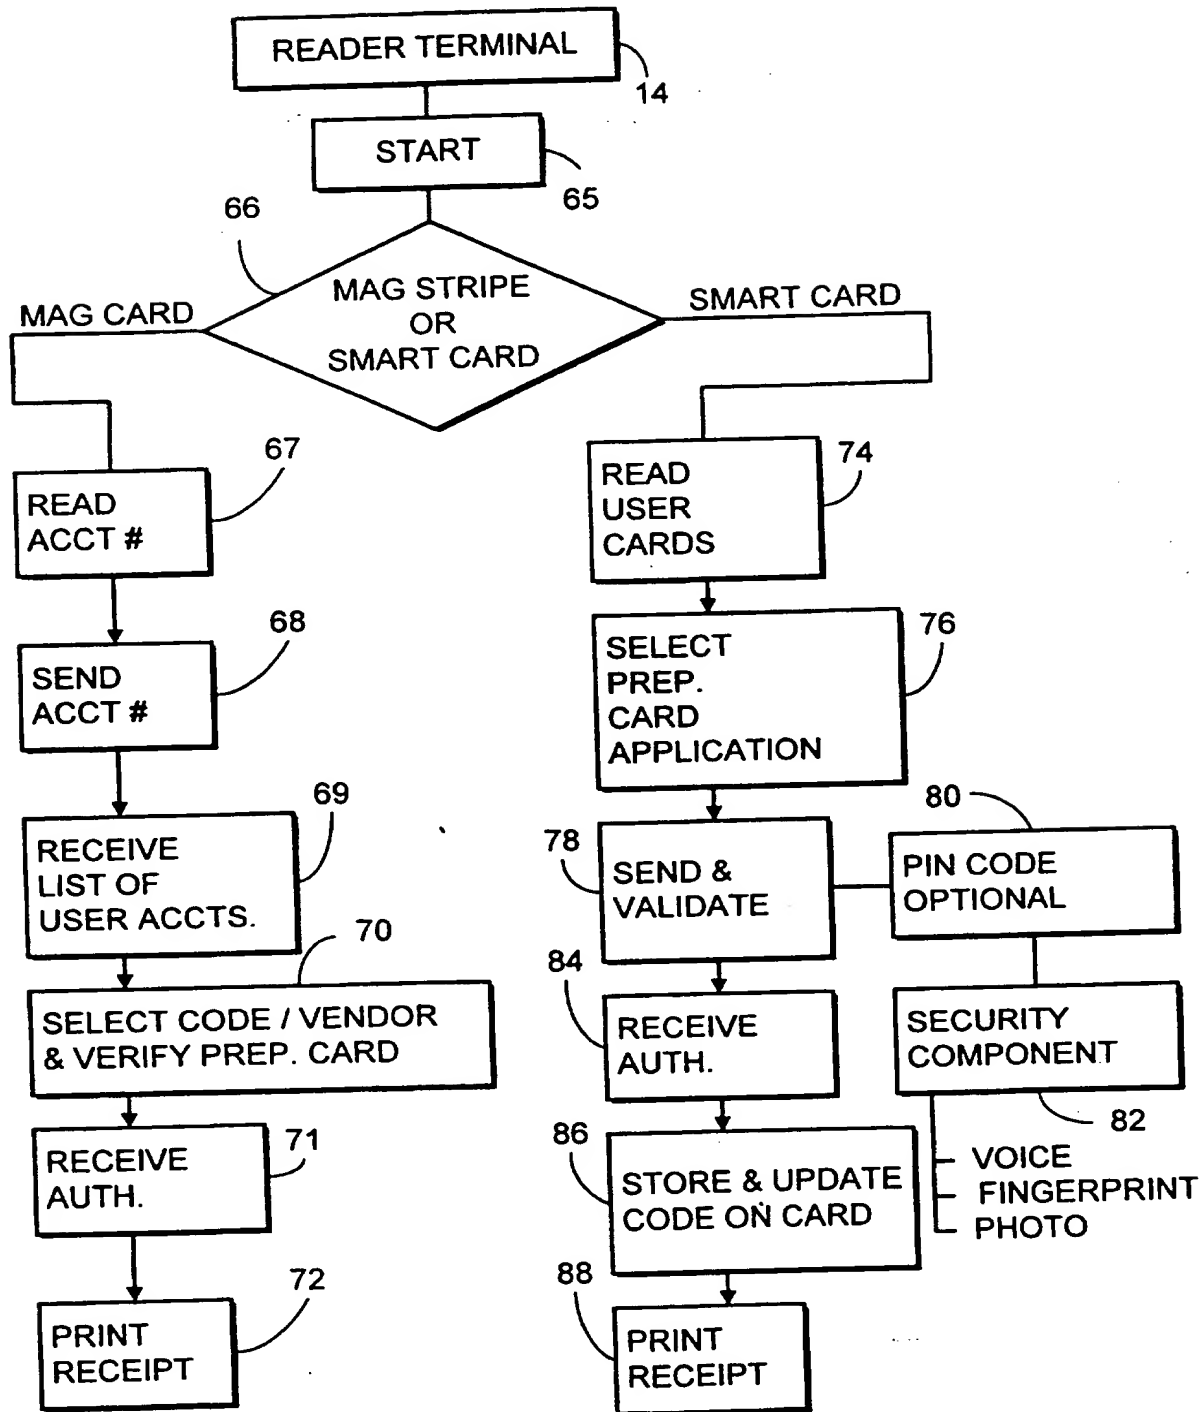 READER TERMINAL
14
START
65
66
MAG STRIPE
OR
SMART CARD
MAG CARD
SMART CARD
67
READ
ACCT #
68
SEND
ACCT #
69
RECEIVE
LIST OF
USER ACCTS.
70
SELECT CODE / VENDOR
& VERIFY PREP. CARD
71
RECEIVE
AUTH.
72
PRINT
RECEIPT
74
READ
USER
CARDS
76
SELECT
PREP.
CARD
APPLICATION
78
SEND &
VALIDATE
80
PIN CODE
OPTIONAL
82
SECURITY
COMPONENT
VOICE
FINGERPRINT
PHOTO
84
RECEIVE
AUTH.
86
STORE & UPDATE
CODE ON CARD
88
PRINT
RECEIPT